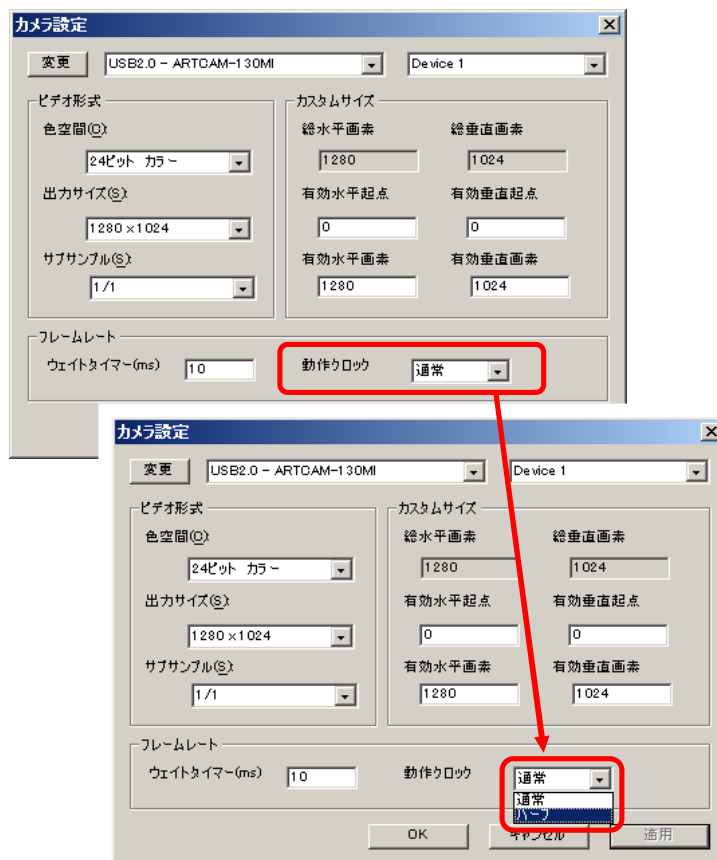 カメラ設定
変更 USB2.0 - ARTCAM-130MI Device 1
ビデオ形式 カスタムサイズ
色空間(C): 総水平画素 総垂直画素
24ビット カラー 1280 1024
出力サイズ(S): 有効水平起点 有効垂直起点
1280×1024 0 0
サブサンプル(S): 有効水平画素 有効垂直画素
1/1 1280 1024
フレームレート
ウェイトタイマー(ms) 10 動作クロック 通常
カメラ設定
変更 USB2.0 - ARTCAM-130MI Device 1
ビデオ形式 カスタムサイズ
色空間(C): 総水平画素 総垂直画素
24ビット カラー 1280 1024
出力サイズ(S): 有効水平起点 有効垂直起点
1280×1024 0 0
サブサンプル(S): 有効水平画素 有効垂直画素
1/1 1280 1024
フレームレート
ウェイトタイマー(ms) 10 動作クロック 通常
通常
ハーフ
OK キャンセル 適用